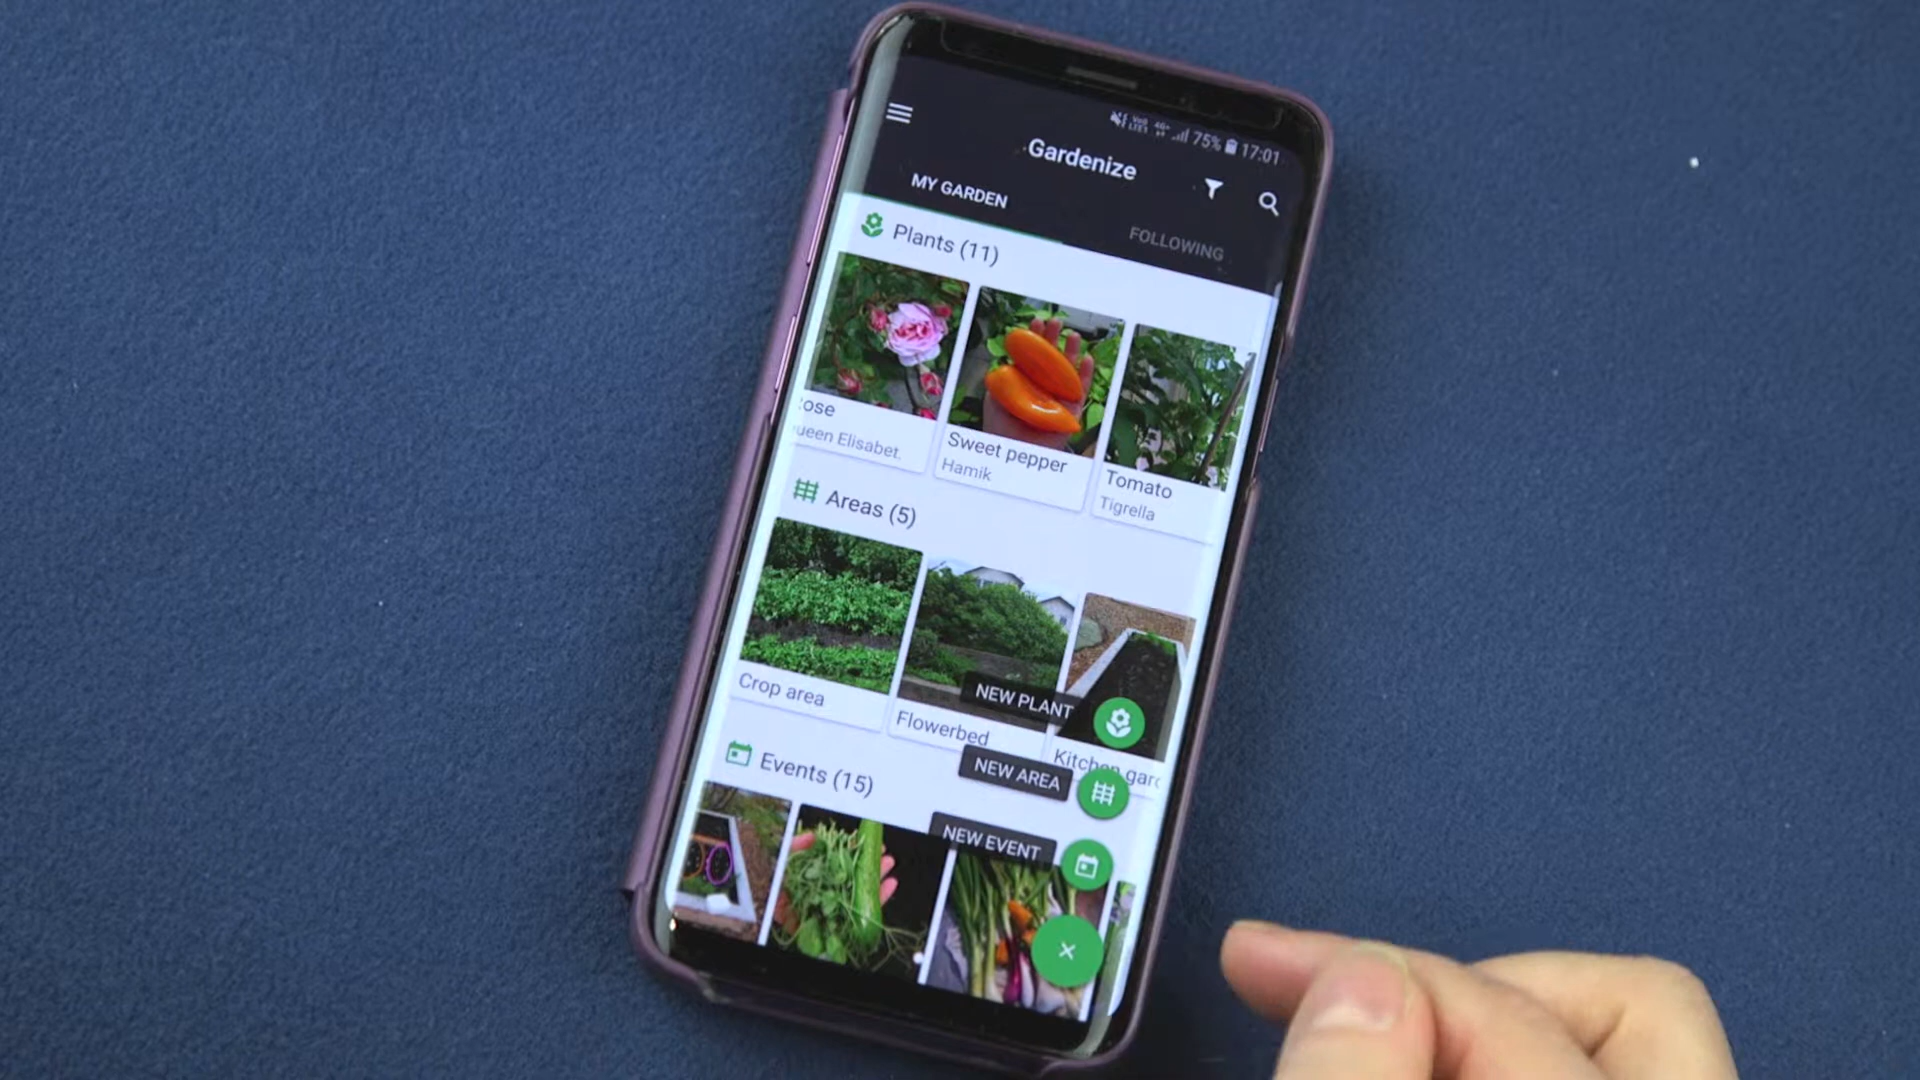 75% 17:01
Gardenize
MY GARDEN
FOLLOWING
Plants (11)
ose
ueen Elisabet.
Sweet pepper
Hamik
Tomato
Tigrella
Areas (5)
Crop area
Flowerbed
Kitchen gard
NEW PLANT
NEW AREA
Events (15)
NEW EVENT